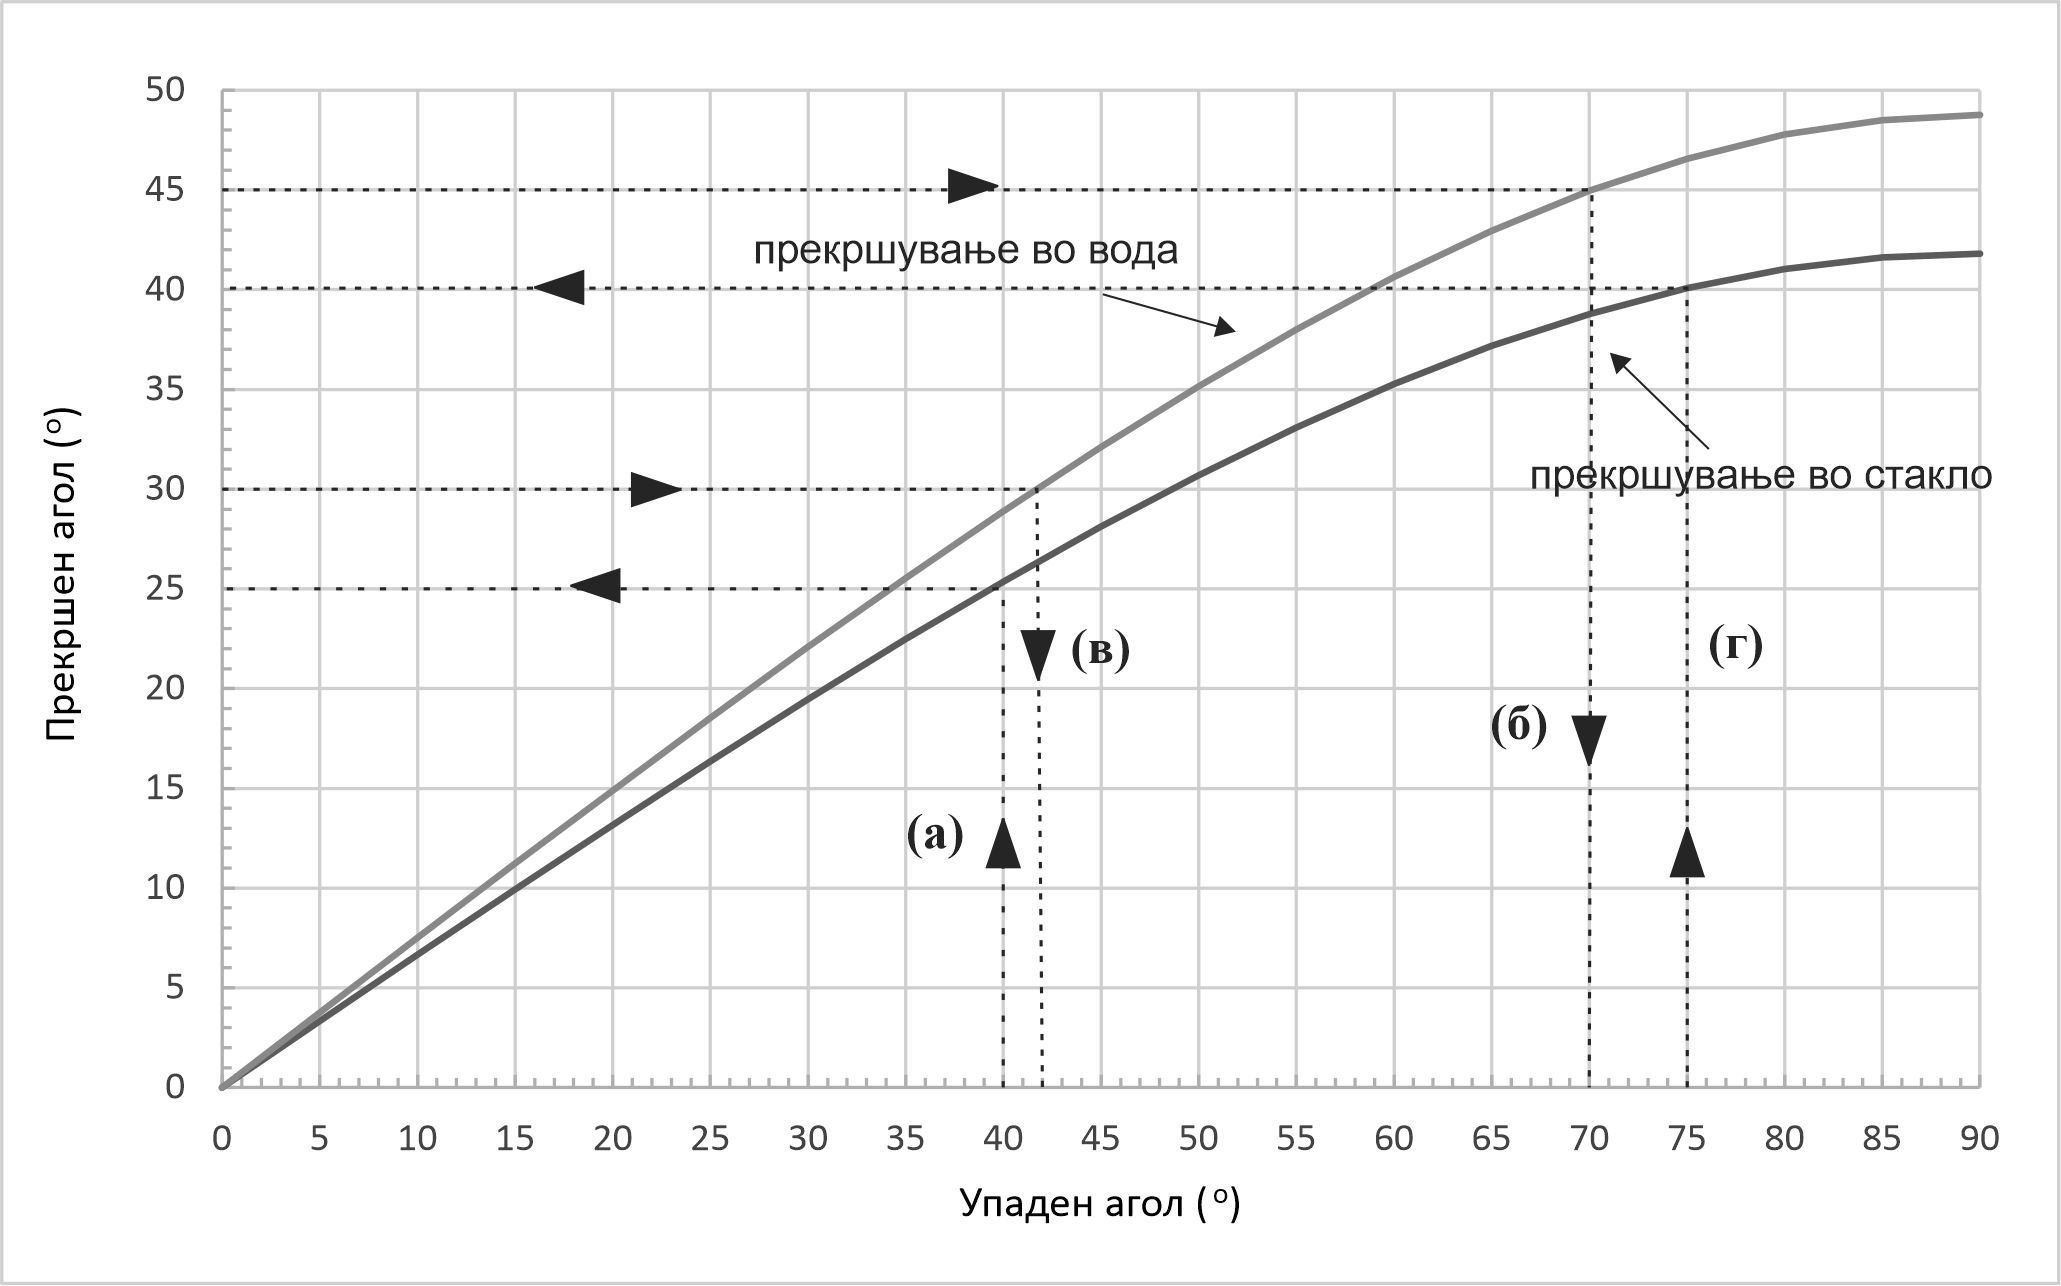 50
45
прекршување во вода
40
35
прекршување во стакло
30
25
(в)
(г)
20
(б)
15
(а)
10
5
0
0 5 10 15 20 25 30 35 40 45 50 55 60 65 70 75 80 85 90
Прекршен агол (°)
Упаден агол (°)